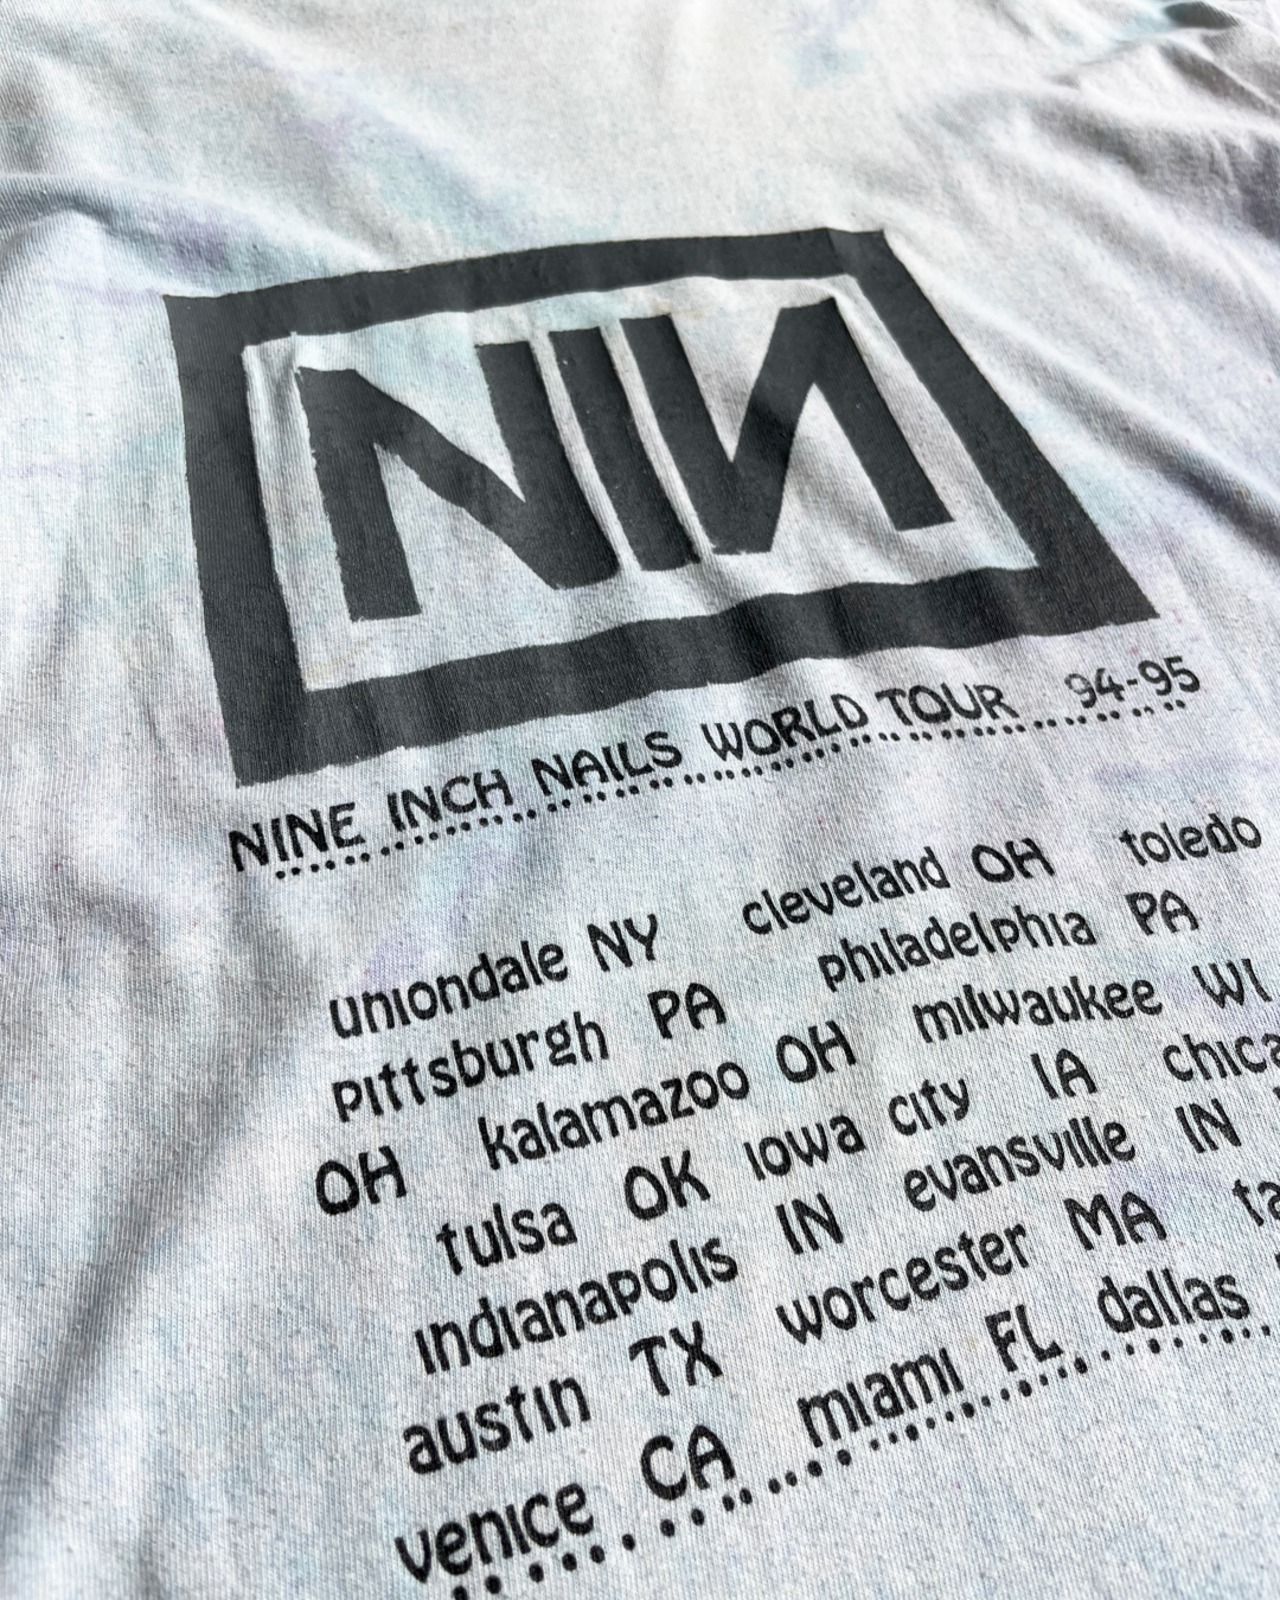 NIN
NINE INCH NAILS WORLD TOUR 94-95
uniondale NY cleveland OH toledo
pittsburgh PA philadelphia PA
OH kalamazoo OH milwaukee WI
tulsa OK iowa city IA
indianapolis IN evansville IN
austin TX worcester MA
venice CA miami FL dallas